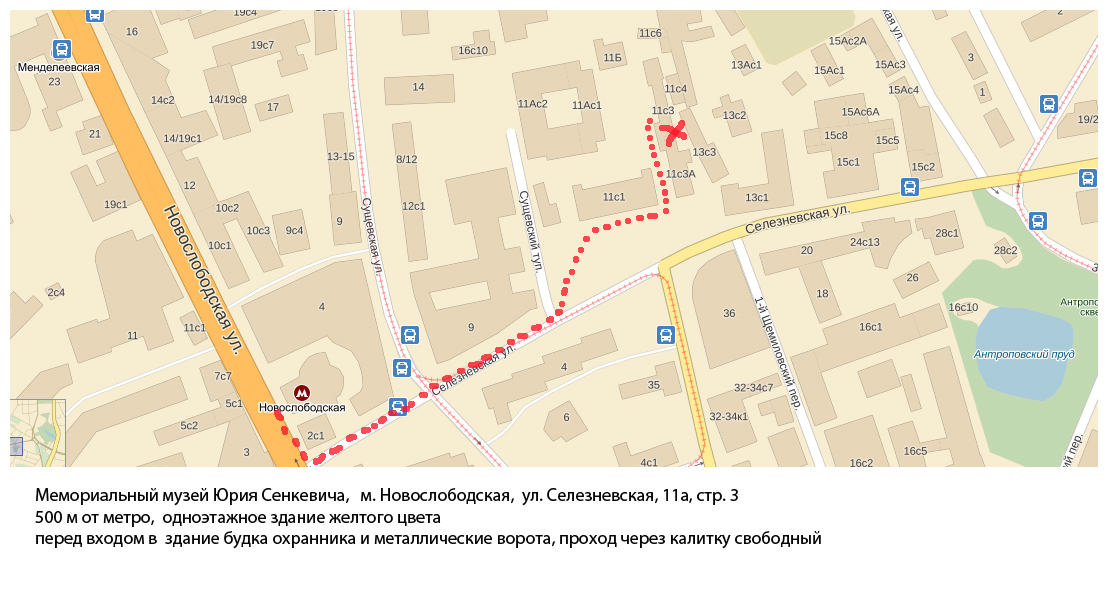 16
19с4
2
11с6
15Ас2А
ская ул.
Менделеевская
19с7
16с10
11Б
13Ас1
15Ас1
15Ас3
3
23
14с2
14/19с8
17
14
11Ас2
11Ас1
11с4
11с3
13с2
15Ас4
15Ас6А
1
19/2
21
14/19с1
13-15
8/12
13с3
15с8
15с5
15с1
15с2
12
11с3А
19с1
10с2
9
12с1
11с1
13с1
Новослободская ул.
Сущевская ул.
Сущевский туп.
Селезневская ул.
10с3
9с4
10с1
20
24с13
28с1
28с2
2с4
4
18
26
11
11с1
9
36
1-й Щемиловский пер.
16с1
16с10
Антропо
скве
Антроповский пруд
7с7
5с1
5с2
3
Новослободская
2с1
Селезневская ул.
4
6
35
32-34с7
32-34к1
4с1
16с2
16с5
ий пер.
Мемориальный музей Юрия Сенкевича, м. Новослободская, ул. Селезневская, 11а, стр. 3
500 м от метро, одноэтажное здание желтого цвета
перед входом в здание будка охранника и металлические ворота, проход через калитку свободный